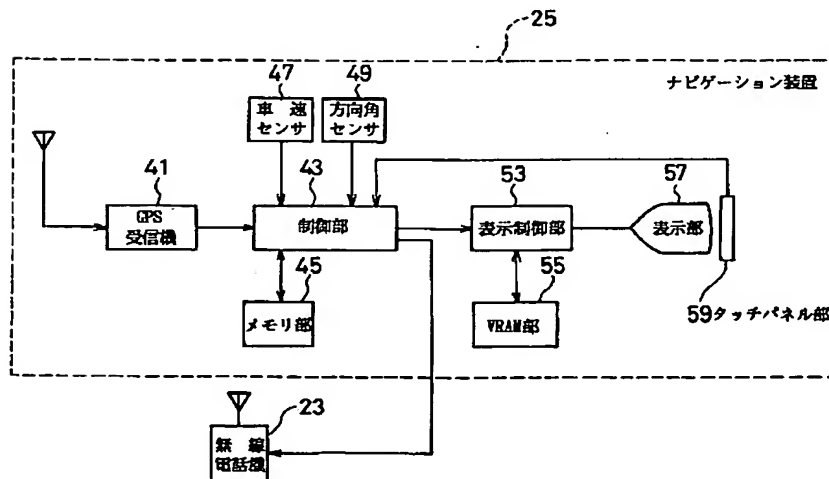 25
ナビゲーション装置
47
車速
センサ
49
方向角
センサ
41
GPS
受信機
43
制御部
53
表示制御部
57
表示部
45
メモリ部
55
VRAM部
59タッチパネル部
23
無線
電話機